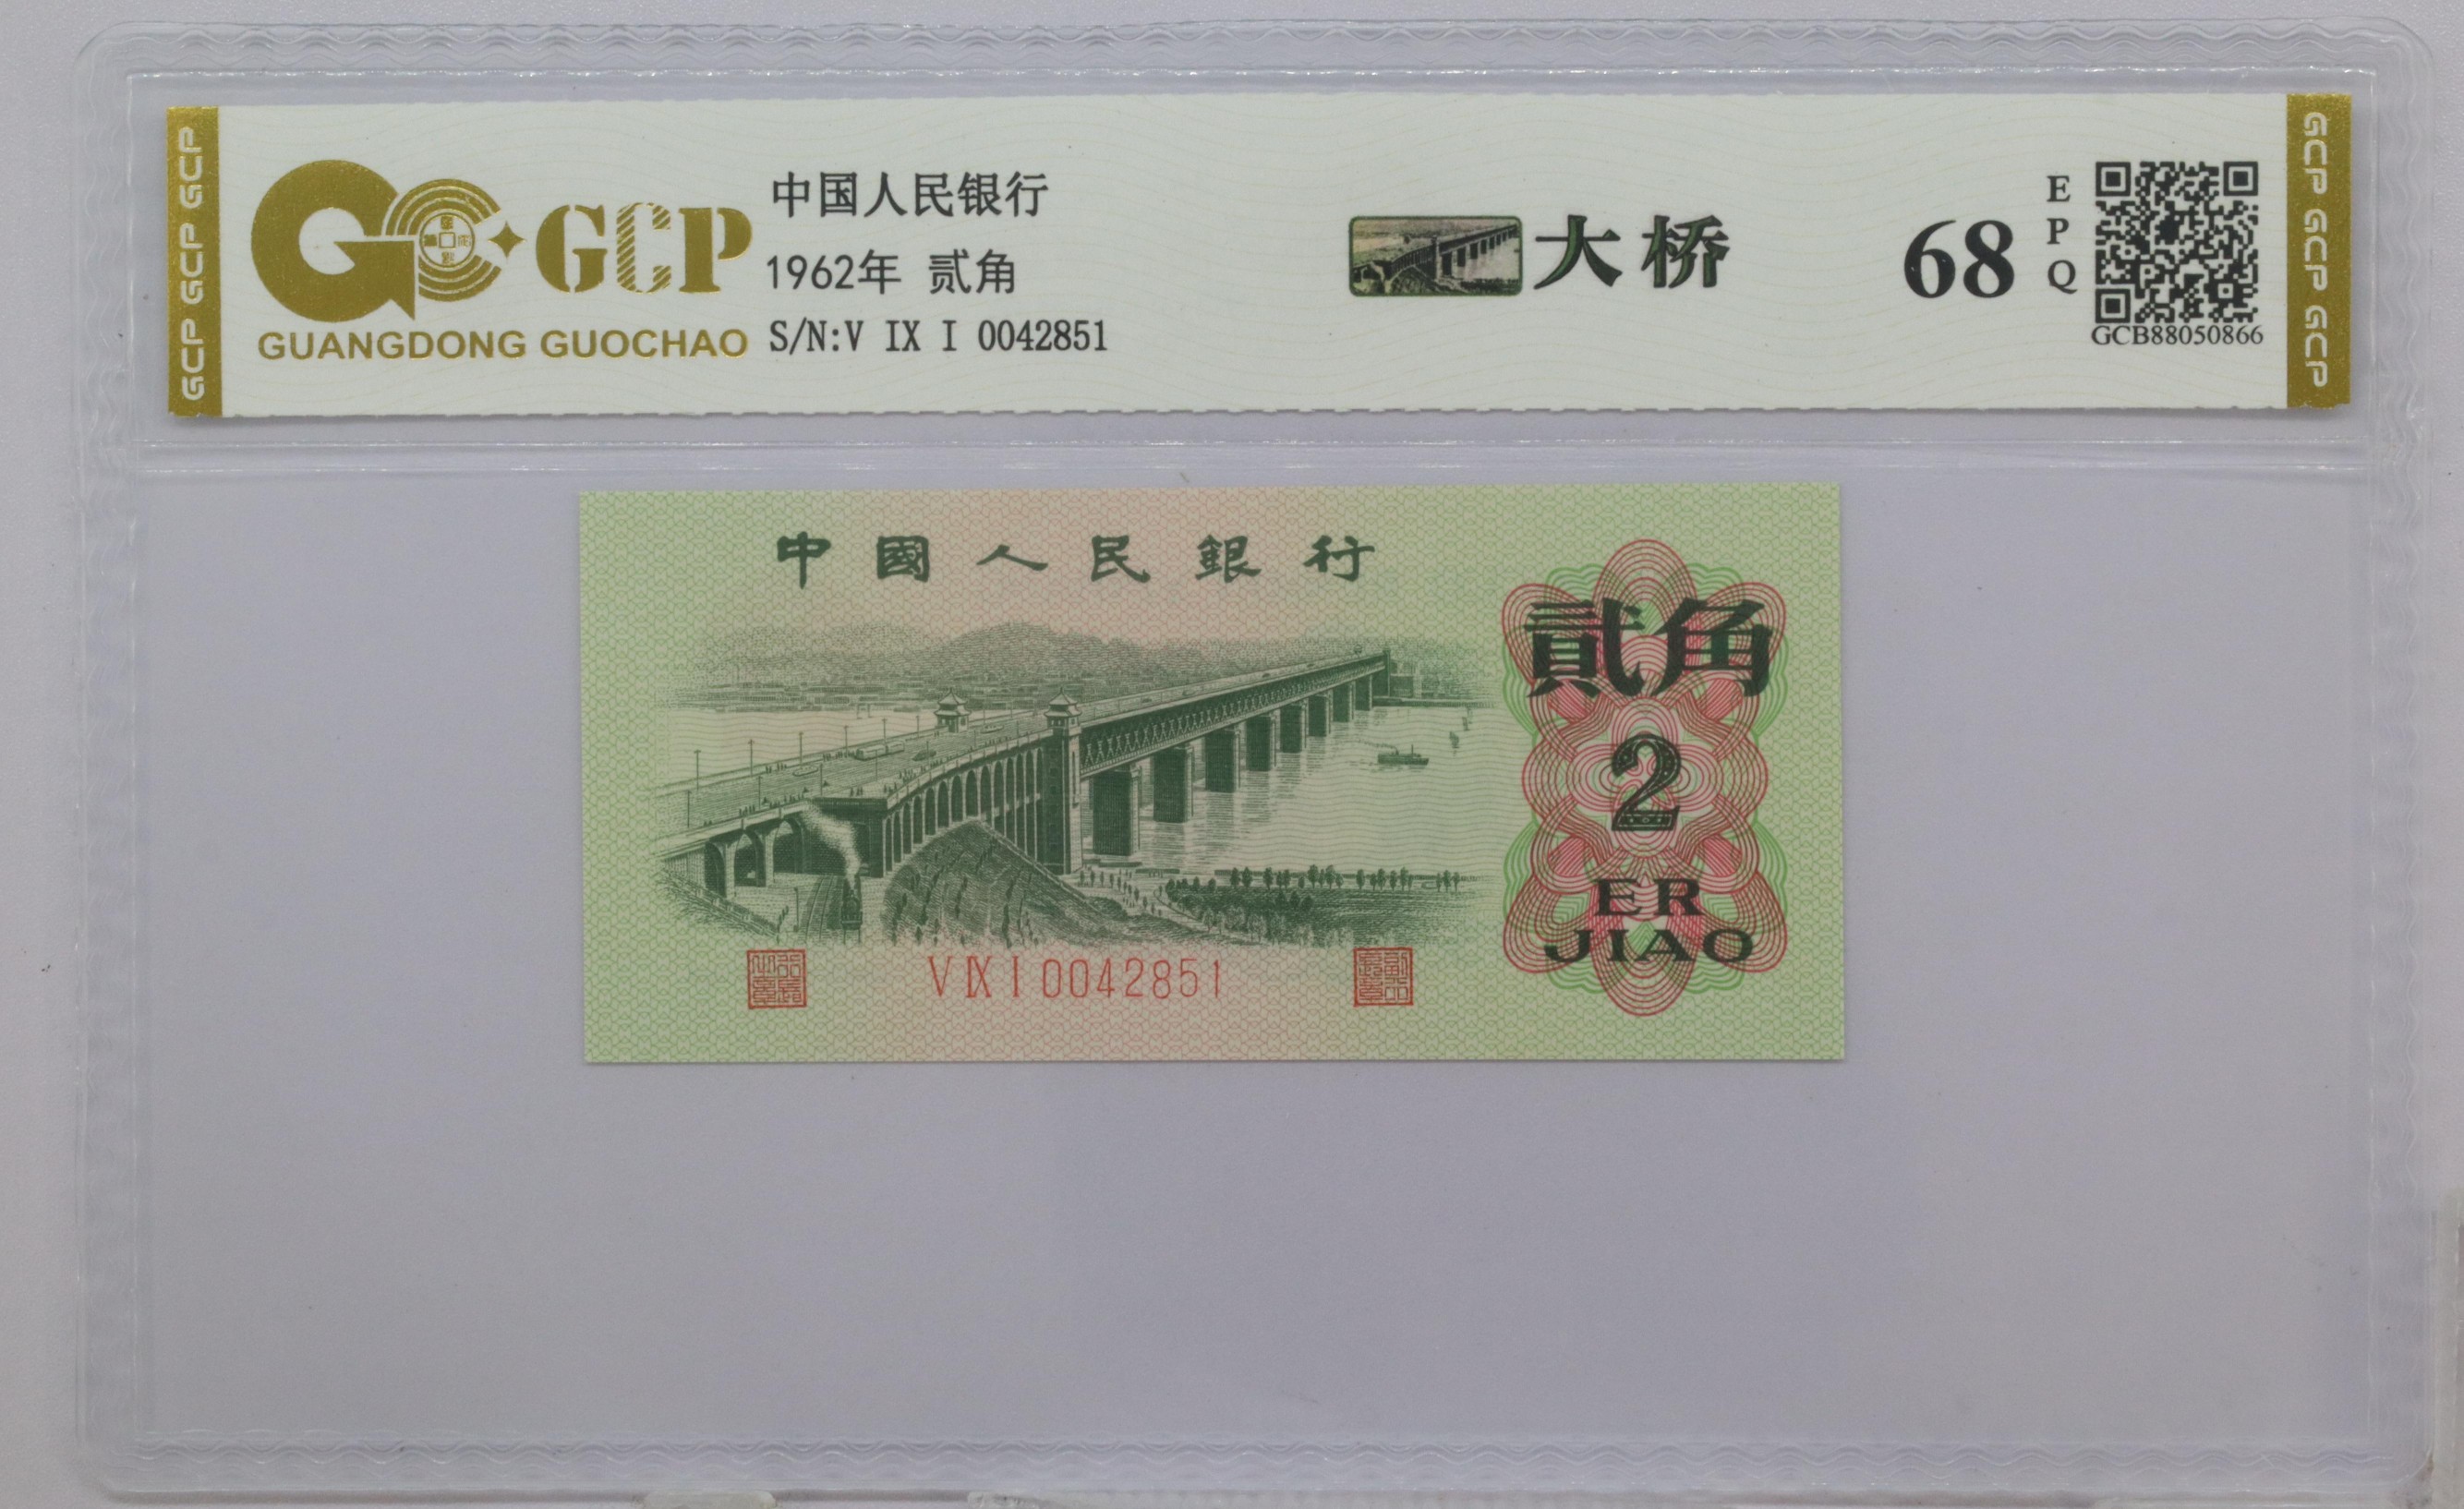 GCP GCP GCP
GCP
GUANGDONG GUOCHAO
中国人民银行
1962年 贰角
S/N:V IX I 0042851
大桥
68
EPQ
GCB88050866
GCP GCP GCP
中國人民銀行
貳角
2
ER
JIAO
V IX I 0042851